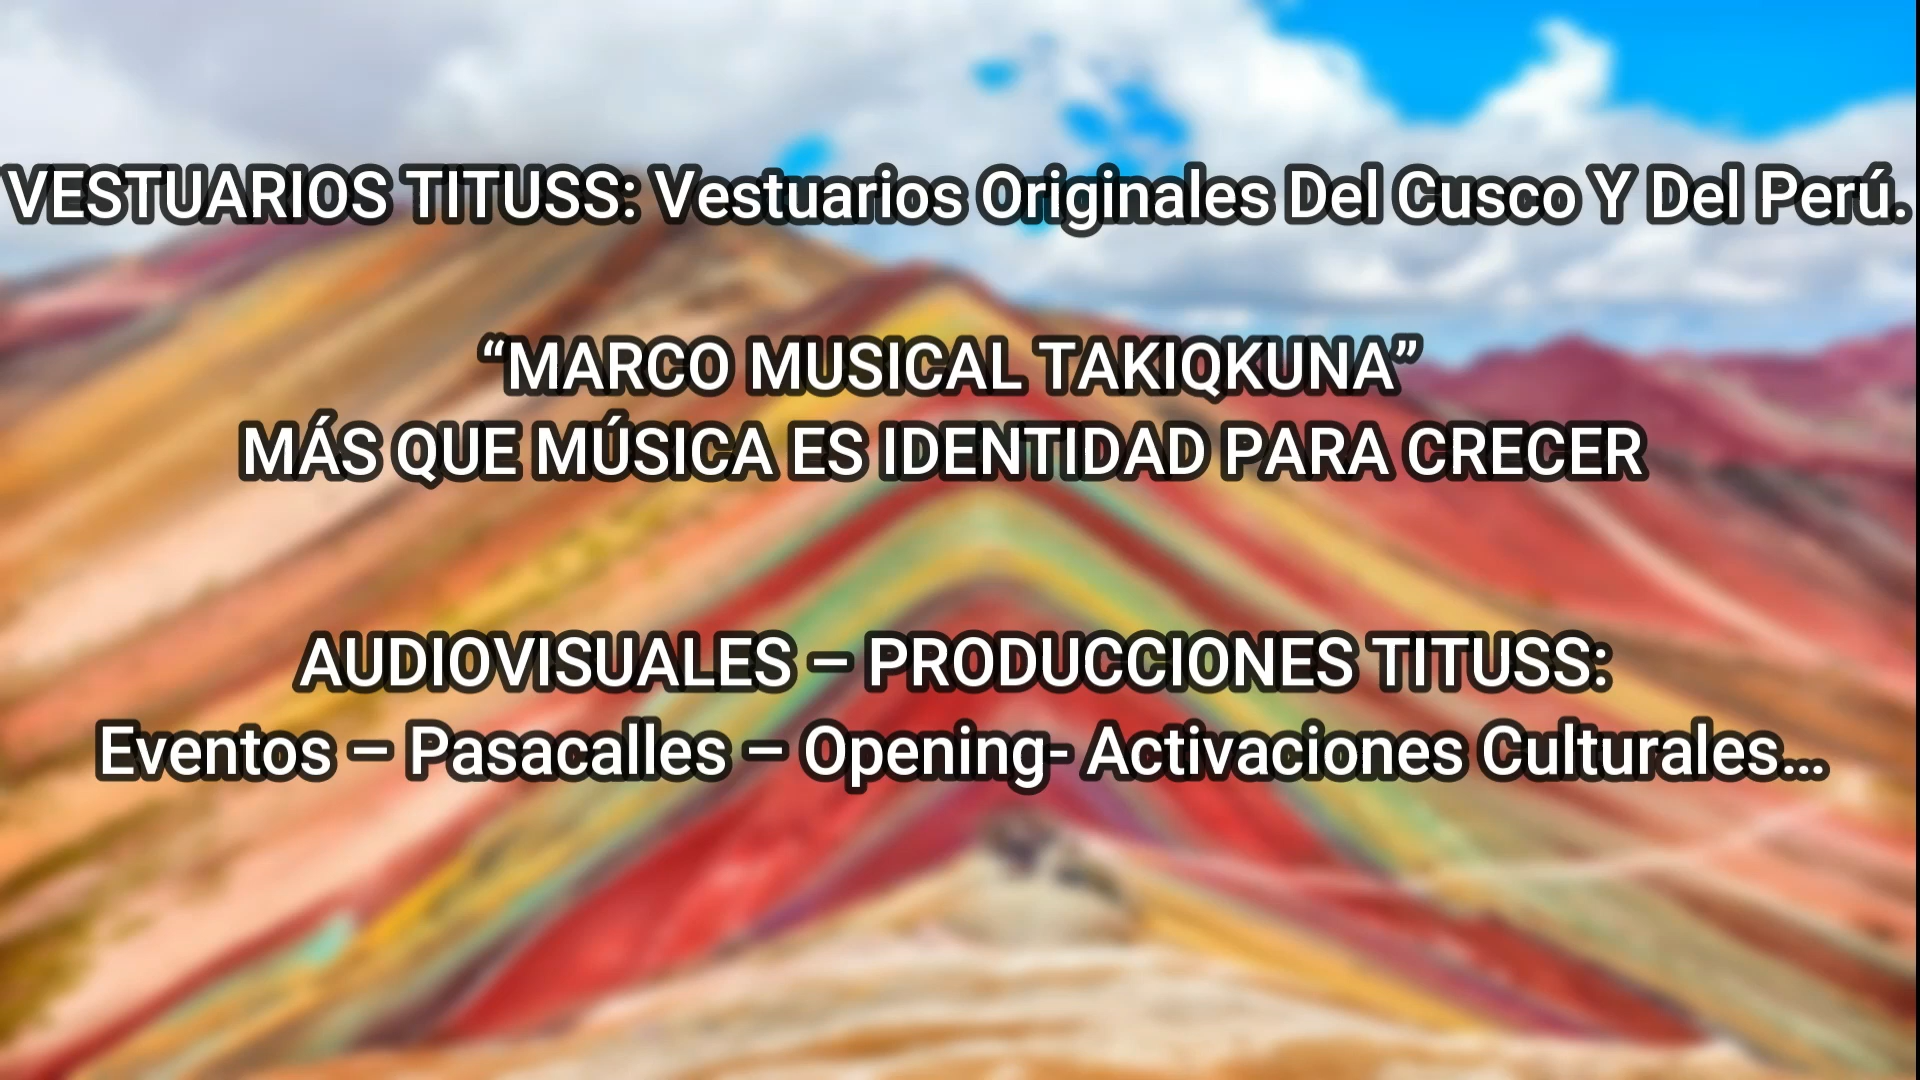 VESTUARIOS TITUSS: Vestuarios Originales Del Cusco Y Del Perú.
“MARCO MUSICAL TAKIQKUNA”
MÁS QUE MÚSICA ES IDENTIDAD PARA CRECER
AUDIOVISUALES – PRODUCCIONES TITUSS:
Eventos – Pasacalles – Opening- Activaciones Culturales...